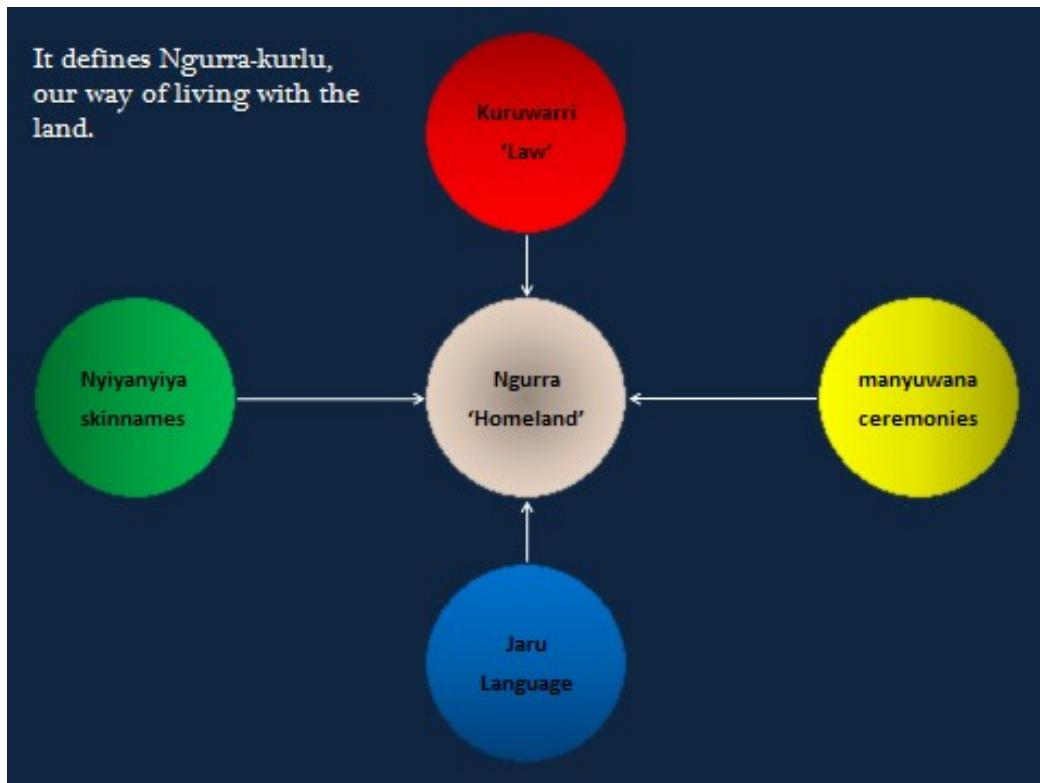 It defines Ngurra-kurlu,
our way of living with the
land.
Kuruwarri
‘Law’
Nyiyanyiya
skinnames
Ngurra
‘Homeland’
manyuwana
ceremonies
Jaru
Language